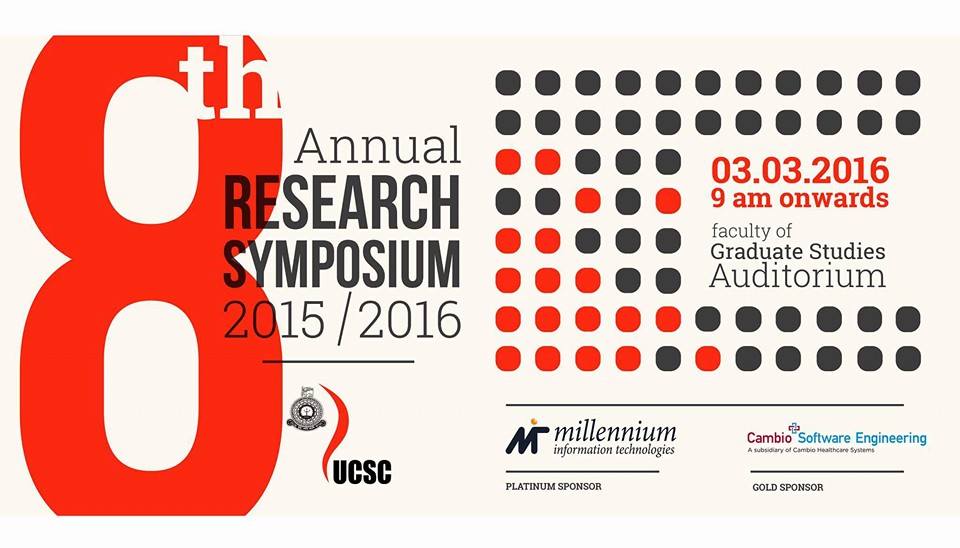 8th
Annual
RESEARCH
SYMPOSIUM
2015 / 2016
UCSC
03.03.2016
9 am onwards
faculty of
Graduate Studies
Auditorium
millennium
information technologies
PLATINUM SPONSOR
Cambio Software Engineering
A subsidiary of Cambio Healthcare Systems
GOLD SPONSOR